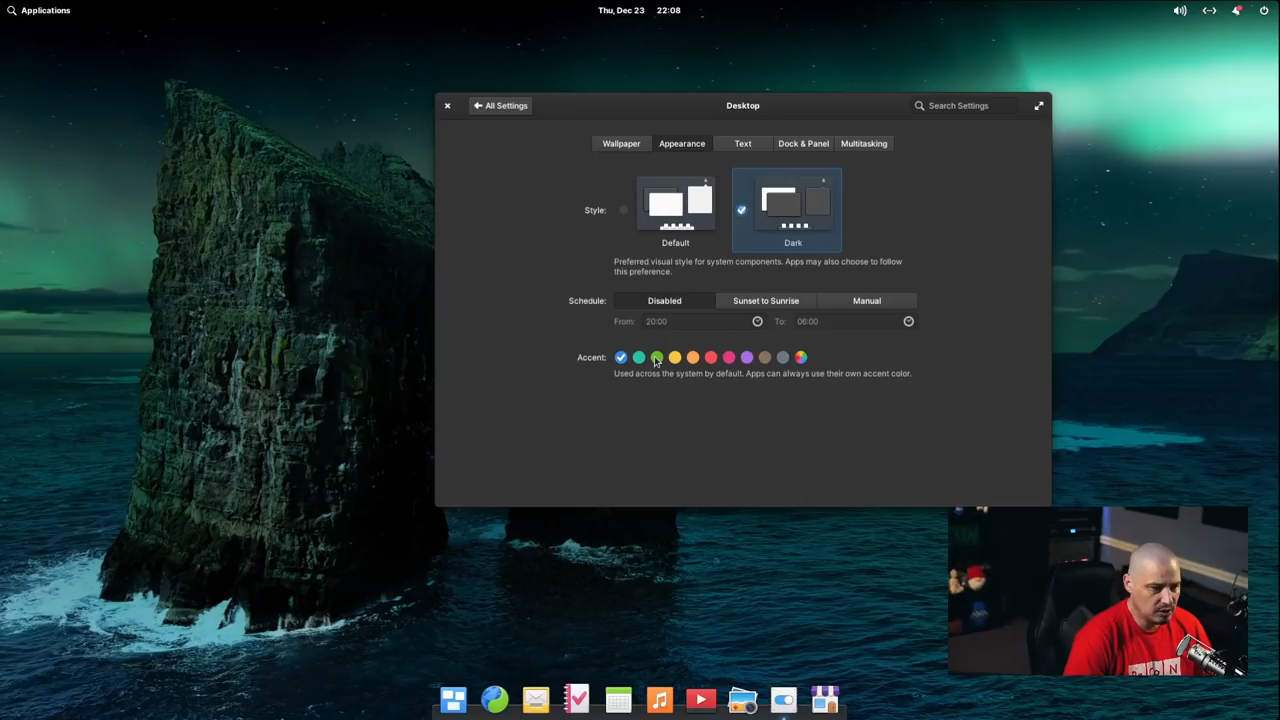 Applications
Thu, Dec 23 22:08
All Settings
Desktop
Search Settings
Wallpaper
Appearance
Text
Dock & Panel
Multitasking
Style:
Default
Dark
Preferred visual style for system components. Apps may also choose to follow
this preference.
Schedule:
Disabled
Sunset to Sunrise
Manual
From: 20:00
To: 06:00
Accent:
Used across the system by default. Apps can always use their own accent color.